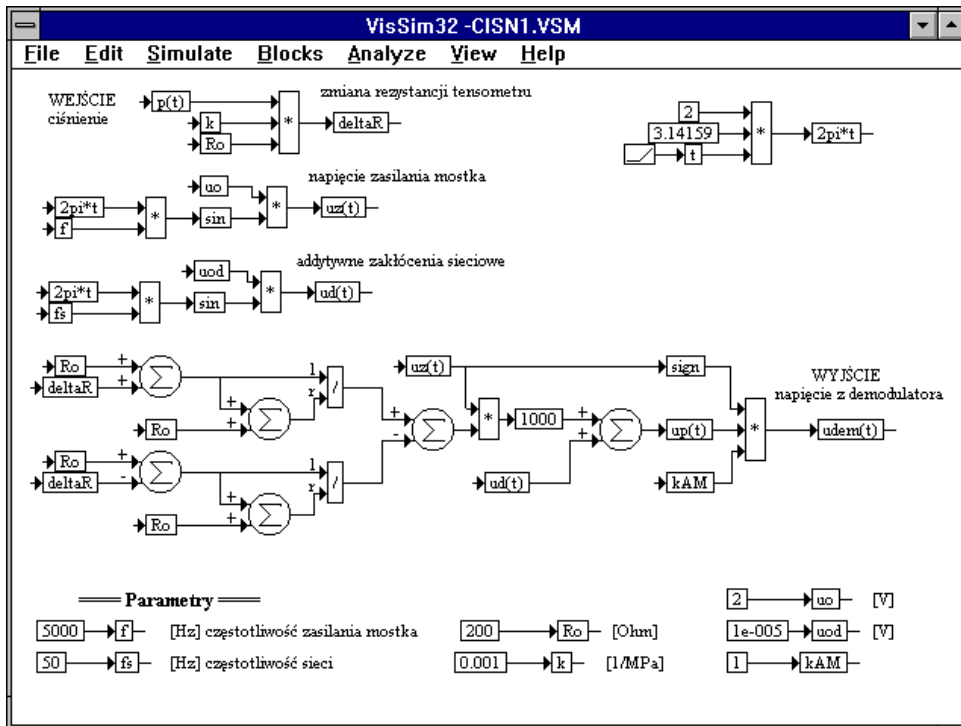 VisSim32 -CISN1.VSM
File Edit Simulate Blocks Analyze View Help
WEJŚCIE
ciśnienie
p(t)
k
Ro
*
deltaR
zmiana rezystancji tensometru
2
3.14159
t
*
2pi*t
napięcie zasilania mostka
2pi*t
f
*
uo
sin
*
uz(t)
addytywne zakłócenia sieciowe
2pi*t
fs
*
uod
sin
*
ud(t)
Ro
deltaR
+
+
Σ
Ro
+
+
Σ
l
r
/
Ro
deltaR
+
-
Σ
Ro
+
+
Σ
l
r
/
+
-
Σ
uz(t)
*
1000
ud(t)
+
+
Σ
sign
up(t)
kAM
*
WYJŚCIE
napięcie z demodulatora
udem(t)
==== Parametry ====
5000 f [Hz] częstotliwość zasilania mostka
50 fs [Hz] częstotliwość sieci
200 Ro [Ohm]
0.001 k [1/MPa]
2 uo [V]
1e-005 uod [V]
1 kAM